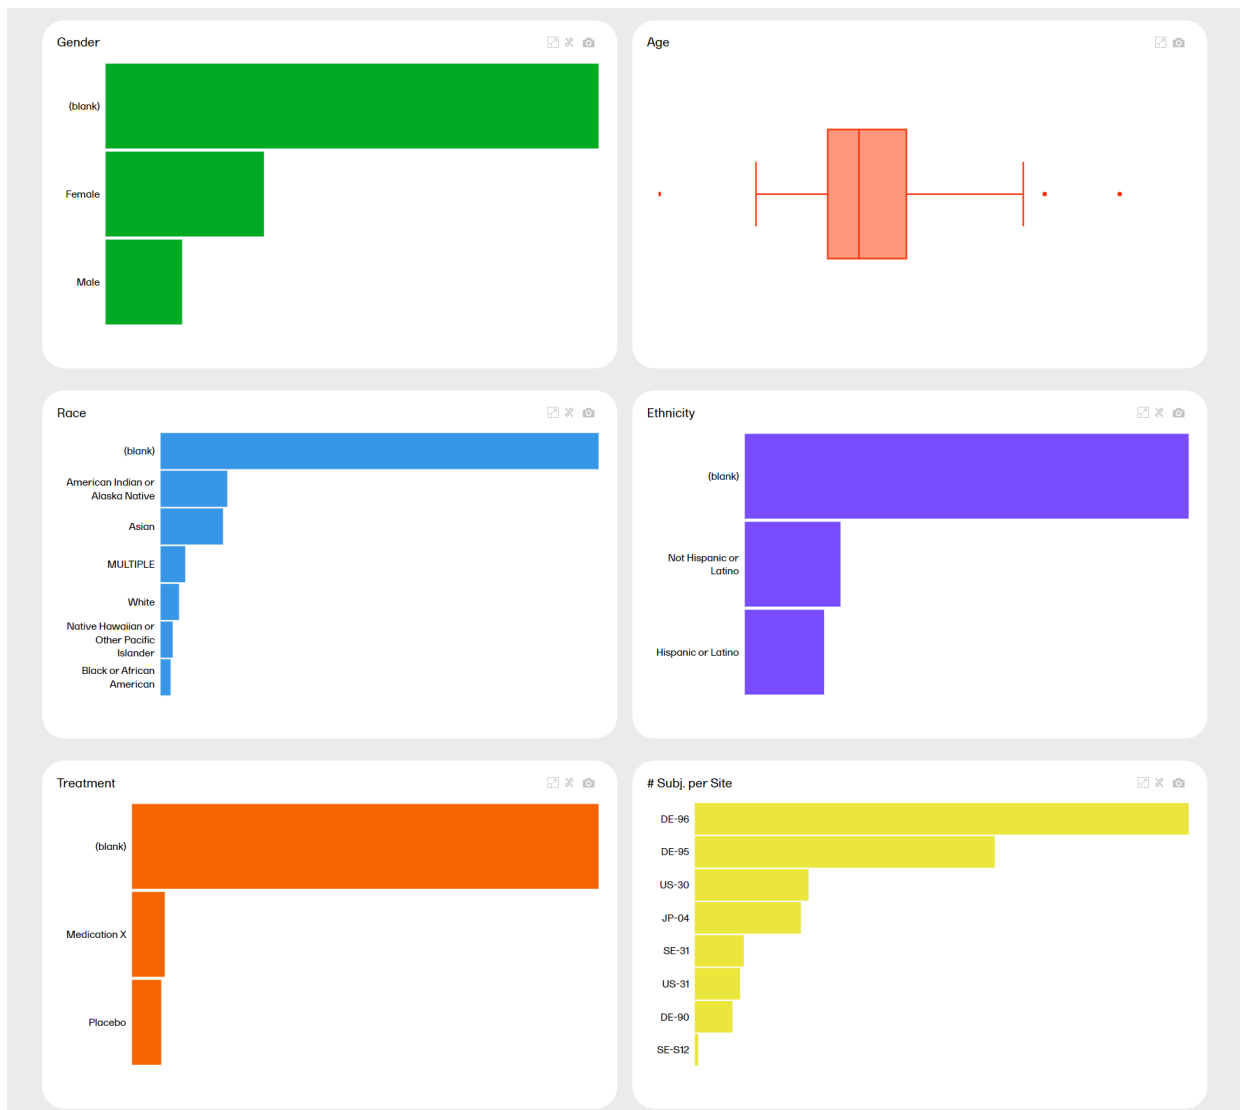 Gender
(blank)
Female
Male
Age
Race
(blank)
American Indian or
Alaska Native
Asian
MULTIPLE
White
Native Hawaiian or
Other Pacific
Islander
Black or African
American
Ethnicity
(blank)
Not Hispanic or
Latino
Hispanic or Latino
Treatment
(blank)
Medication X
Placebo
# Subj. per Site
DE-96
DE-95
US-30
JP-04
SE-31
US-31
DE-90
SE-S12